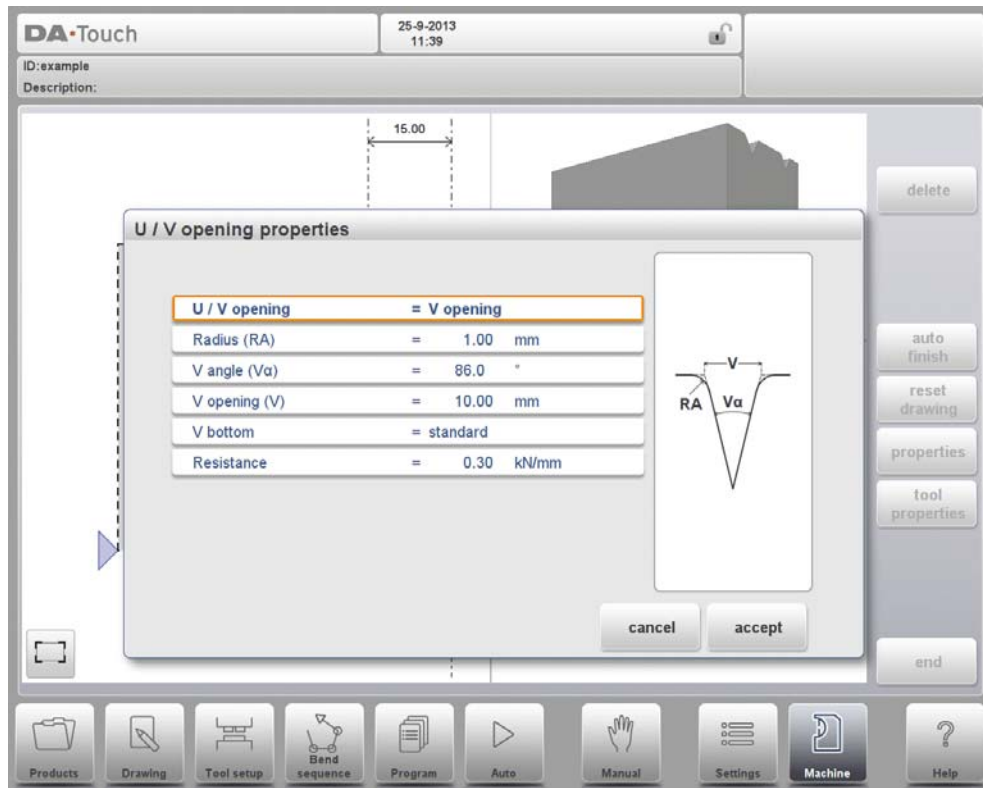 DA·Touch
25-9-2013
11:39
ID:example
Description:
15.00
delete
U / V opening properties
U / V opening = V opening
Radius (RA) = 1.00 mm
V angle (Vα) = 86.0 °
V opening (V) = 10.00 mm
V bottom = standard
Resistance = 0.30 kN/mm
V
RA
Vα
auto
finish
reset
drawing
properties
tool
properties
cancel
accept
end
Products
Drawing
Tool setup
Bend
sequence
Program
Auto
Manual
Settings
Machine
?
Help